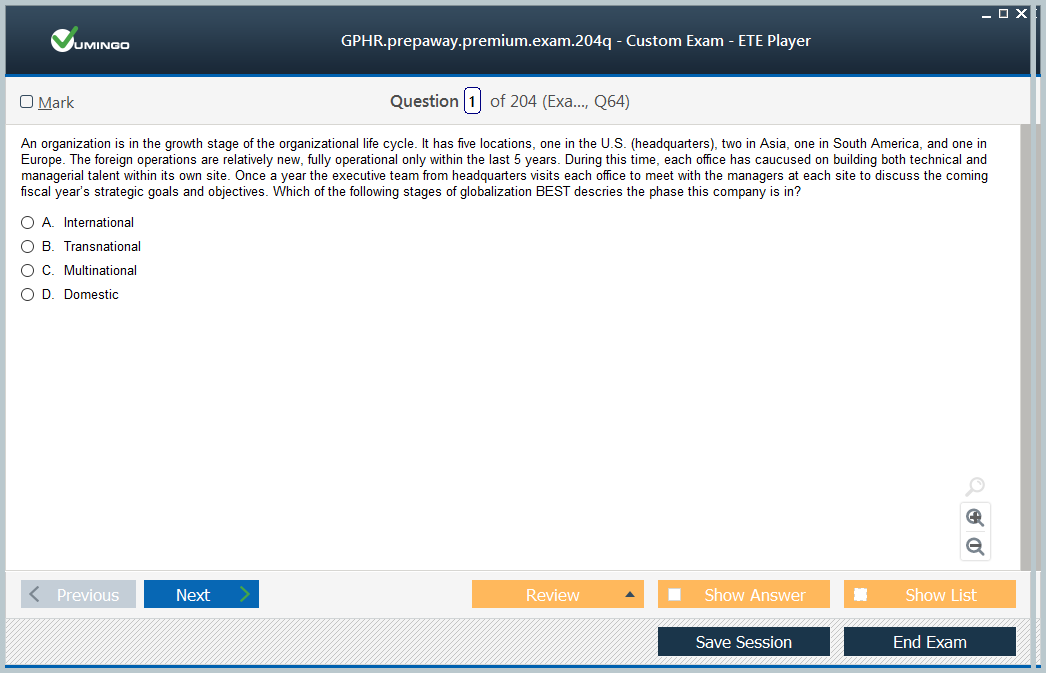 VUMINGO
GPHR.prepaway.premium.exam.204q - Custom Exam - ETE Player
Mark
Question 1 of 204 (Exa..., Q64)
An organization is in the growth stage of the organizational life cycle. It has five locations, one in the U.S. (headquarters), two in Asia, one in South America, and one in
Europe. The foreign operations are relatively new, fully operational only within the last 5 years. During this time, each office has caucused on building both technical and
managerial talent within its own site. Once a year the executive team from headquarters visits each office to meet with the managers at each site to discuss the coming
fiscal year's strategic goals and objectives. Which of the following stages of globalization BEST descries the phase this company is in?
A. International
B. Transnational
C. Multinational
D. Domestic
Previous
Next
Review
Show Answer
Show List
Save Session
End Exam